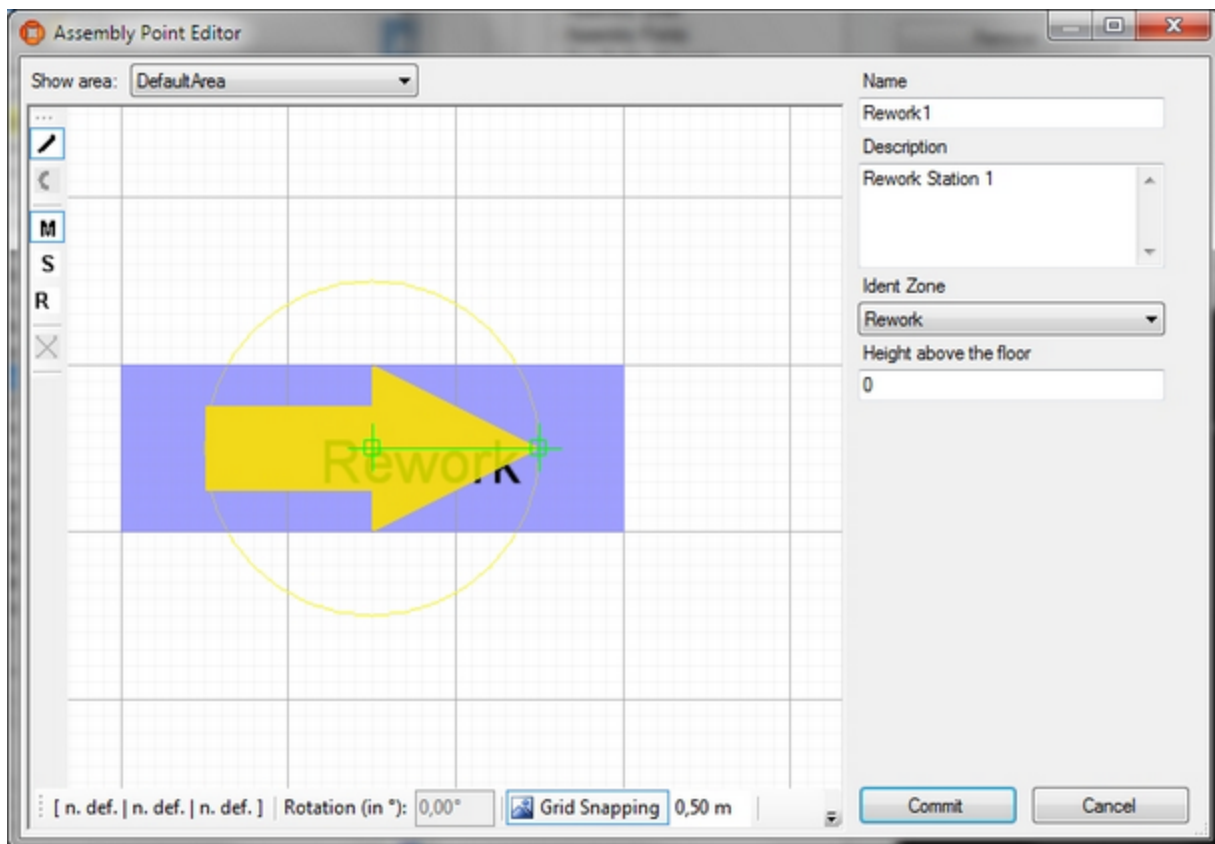 Assembly Point Editor
Show area: DefaultArea
Name
Rework1
Description
Rework Station 1
M
S
R
Ident Zone
Rework
Height above the floor
0
Rework
[ n. def. | n. def. | n. def. ] Rotation (in °): 0,00° Grid Snapping 0,50 m
Commit Cancel